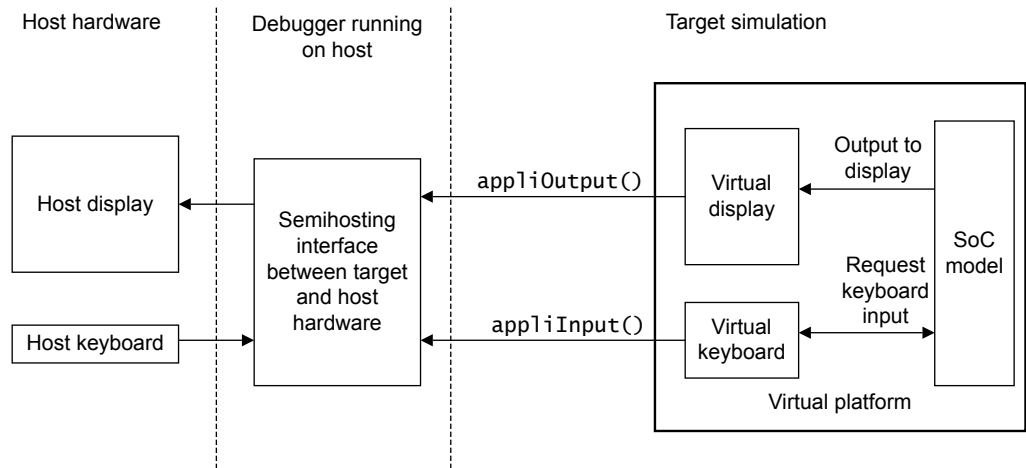 Host hardware
Debugger running
on host
Target simulation
Host display
Host keyboard
Semihosting
interface
between target
and host
hardware
appliOutput()
appliInput()
Virtual
display
Virtual
keyboard
Output to
display
Request
keyboard
input
SoC
model
Virtual platform